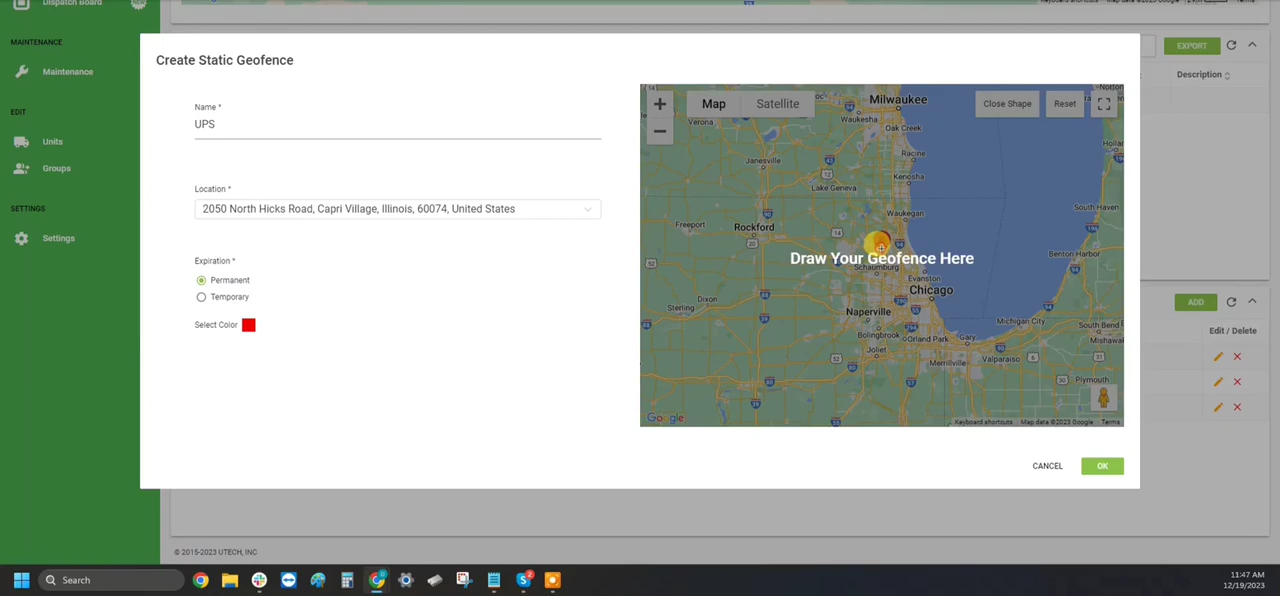 Dispatch Board
MAINTENANCE
Maintenance
EDIT
Units
Groups
SETTINGS
Settings
Create Static Geofence
Name *
UPS
Location *
2050 North Hicks Road, Capri Village, Illinois, 60074, United States
Expiration *
Permanent
Temporary
Select Color
Map
Satellite
Close Shape
Reset
Draw Your Geofence Here
Milwaukee
Waukesha
Verona
Oak Creek
Racine
Janesville
Kenosha
Lake Geneva
Waukegan
South Haven
Freeport
Rockford
Benton Harbor
Schaumburg
Evanston
Chicago
Dixon
Sterling
Naperville
Michigan City
South Bend
Bolingbrook
Orland Park
Gary
Mishawaka
Joliet
Merrillville
Valparaiso
Plymouth
Google
Keyboard shortcuts
Map data ©2023 Google
Terms
CANCEL
OK
EXPORT
Description
ADD
Edit / Delete
© 2015-2023 UTECH, INC
Search
11:47 AM
12/19/2023